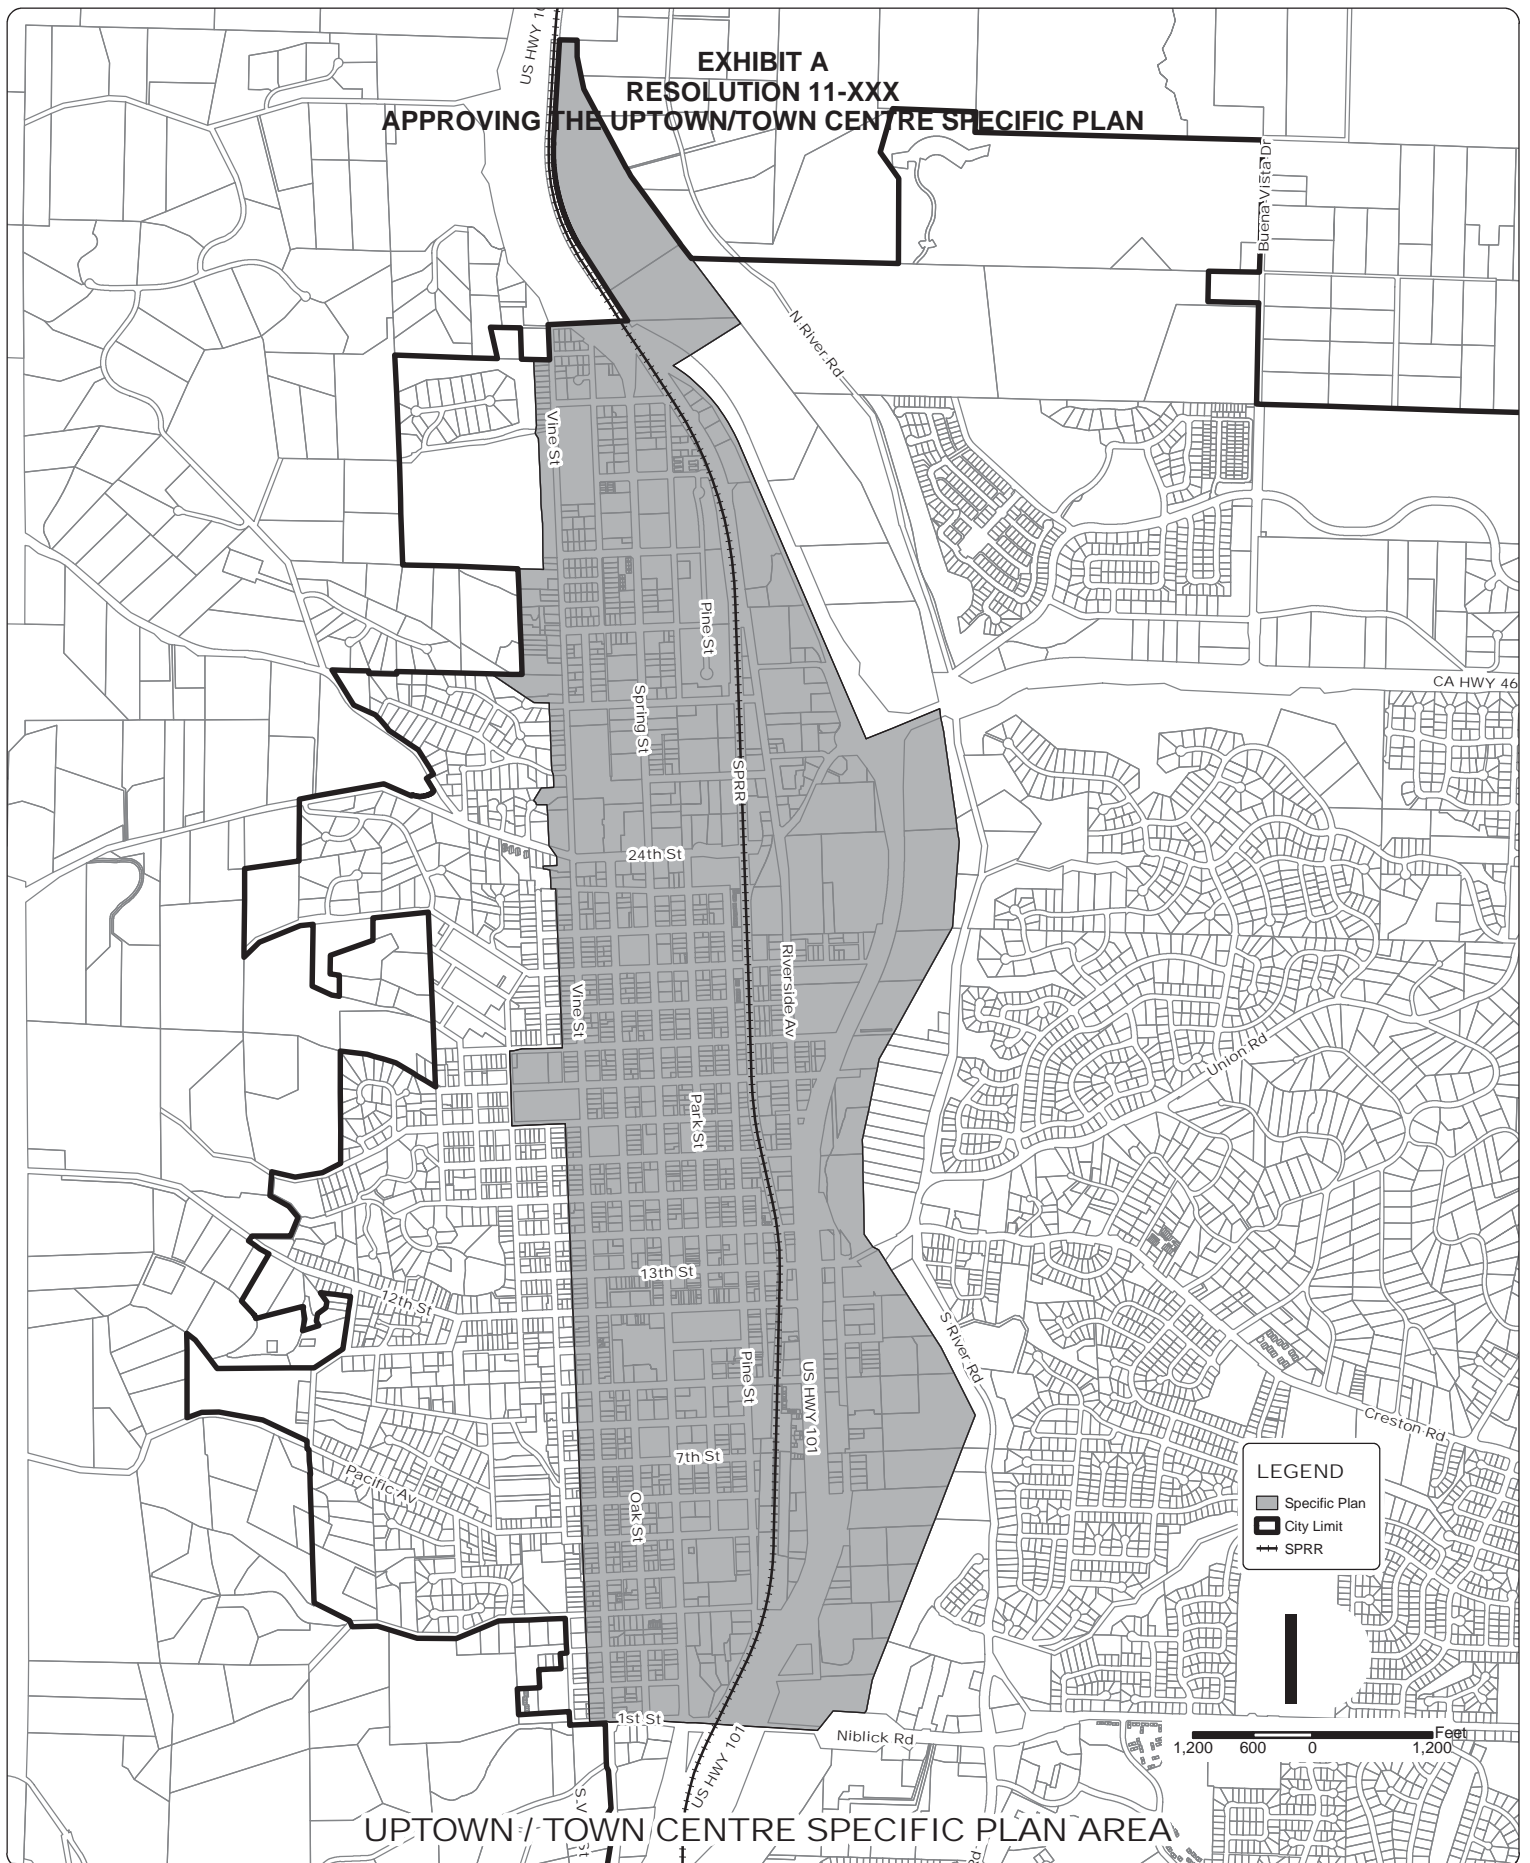 US HWY 10
EXHIBIT A
RESOLUTION 11-XXX
APPROVING THE UPTOWN/TOWN CENTRE SPECIFIC PLAN
Buena Vista Dr
N River Rd
Vine St
Pine St
CA HWY 46
Spring St
SPRR
24th St
Riverside Av
Vine St
Union Rd
Park St
13th St
12th St
S River Rd
Pine St
US HWY 101
Creston Rd
7th St
Pacific Av
Oak St
LEGEND
Specific Plan
City Limit
SPRR
1st St
Niblick Rd
US HWY 101
Feet
1,200 600 0 1,200
S V
St
Rd
UPTOWN / TOWN CENTRE SPECIFIC PLAN AREA